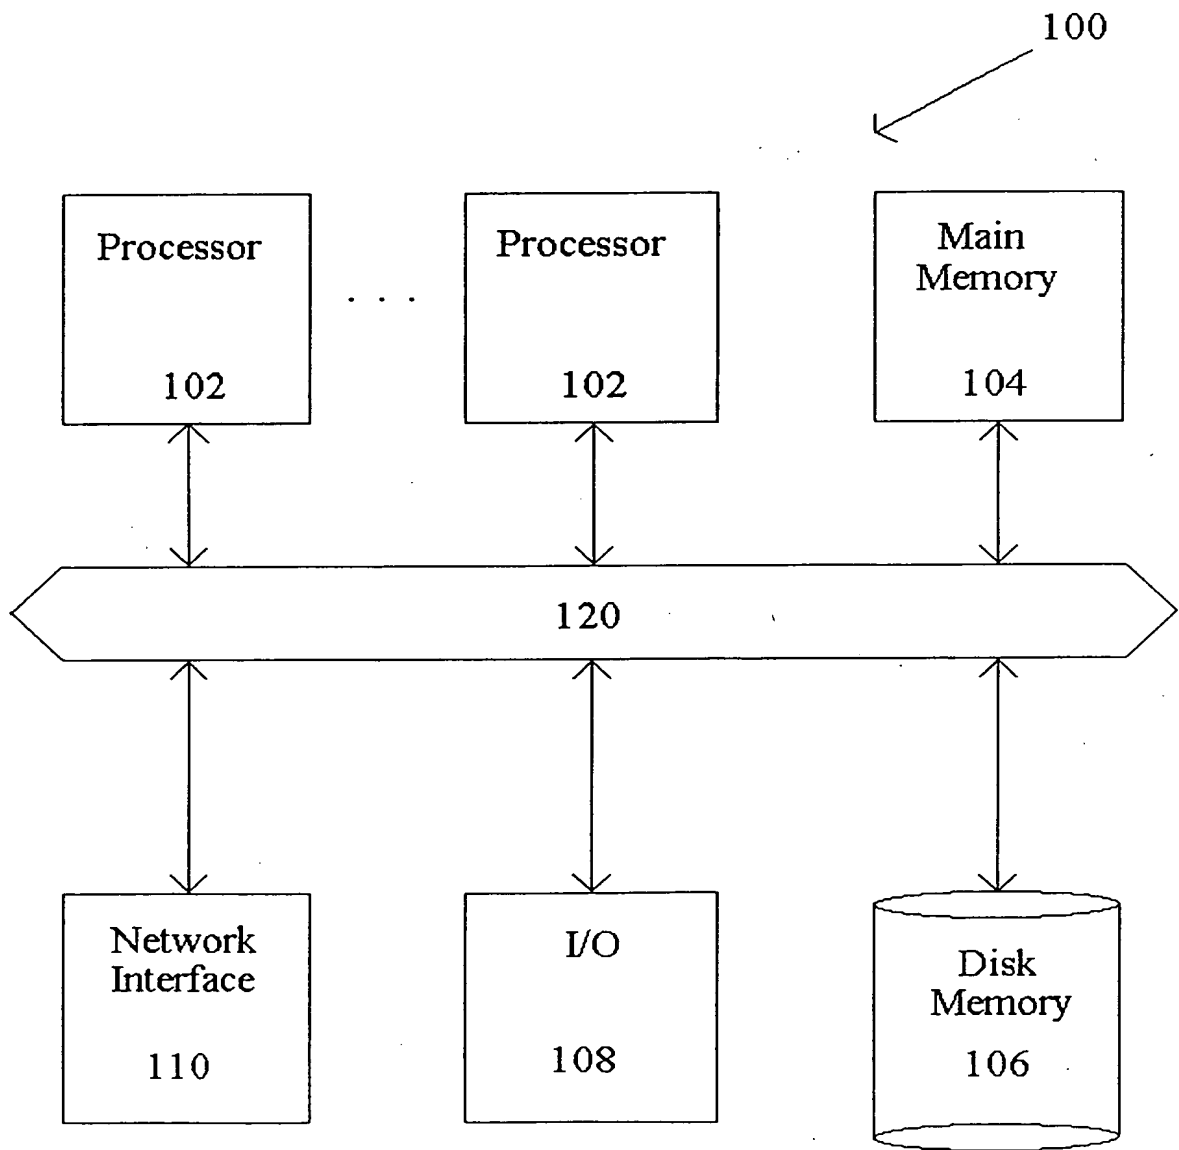 100
Processor
102
. . .
Processor
102
Main
Memory
104
120
Network
Interface
110
I/O
108
Disk
Memory
106